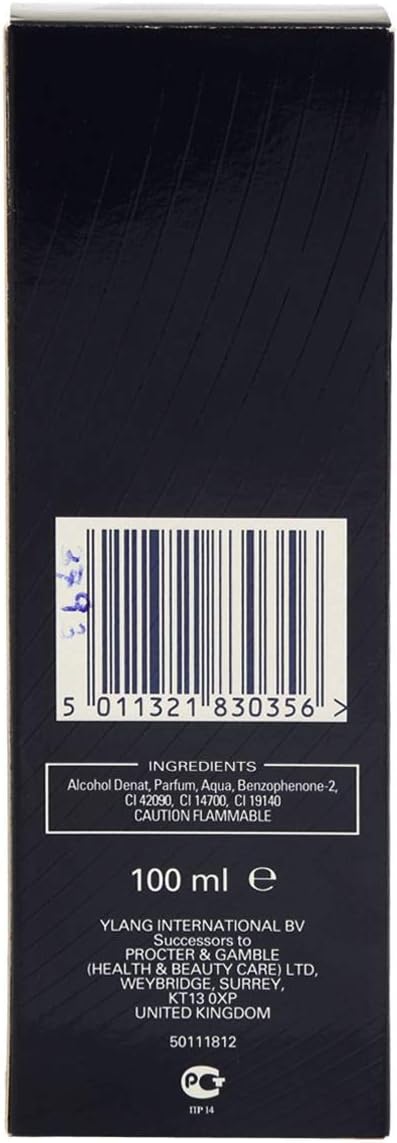 5 011321 830356 >
INGREDIENTS
Alcohol Denat, Parfum, Aqua, Benzophenone-2,
CI 42090, CI 14700, CI 19140
CAUTION FLAMMABLE
100 ml ℮
YLANG INTERNATIONAL BV
Successors to
PROCTER & GAMBLE
(HEALTH & BEAUTY CARE) LTD,
WEYBRIDGE, SURREY,
KT13 0XP
UNITED KINGDOM
50111812
РСТ
ПР 14